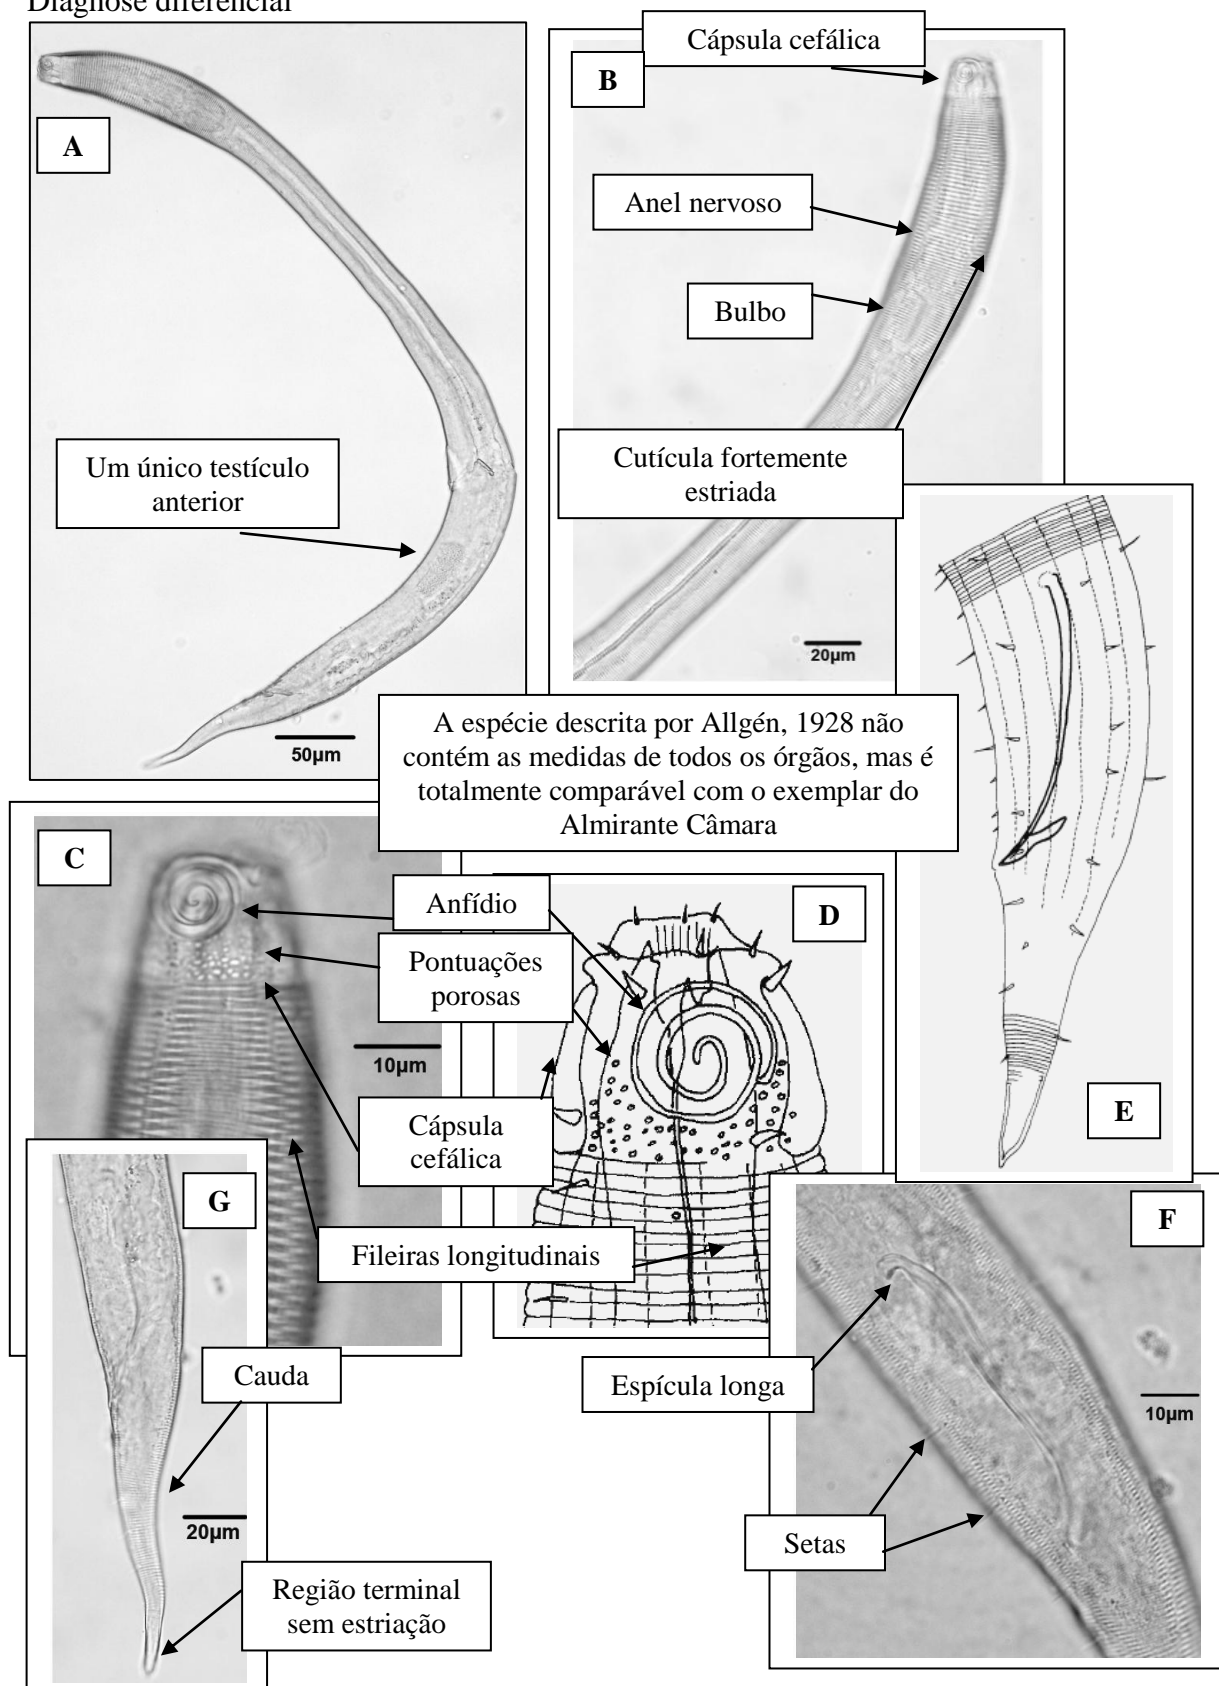 Diagnose diferencial
A
Um único testículo
anterior
50µm
B
Cápsula cefálica
Anel nervoso
Bulbo
Cutícula fortemente
estriada
20µm
A espécie descrita por Allgén, 1928 não
contém as medidas de todos os órgãos, mas é
totalmente comparável com o exemplar do
Almirante Câmara
C
Anfídio
Pontuações
porosas
10µm
Cápsula
cefálica
Fileiras longitudinais
D
E
G
Cauda
20µm
Região terminal
sem estriação
F
Espícula longa
10µm
Setas